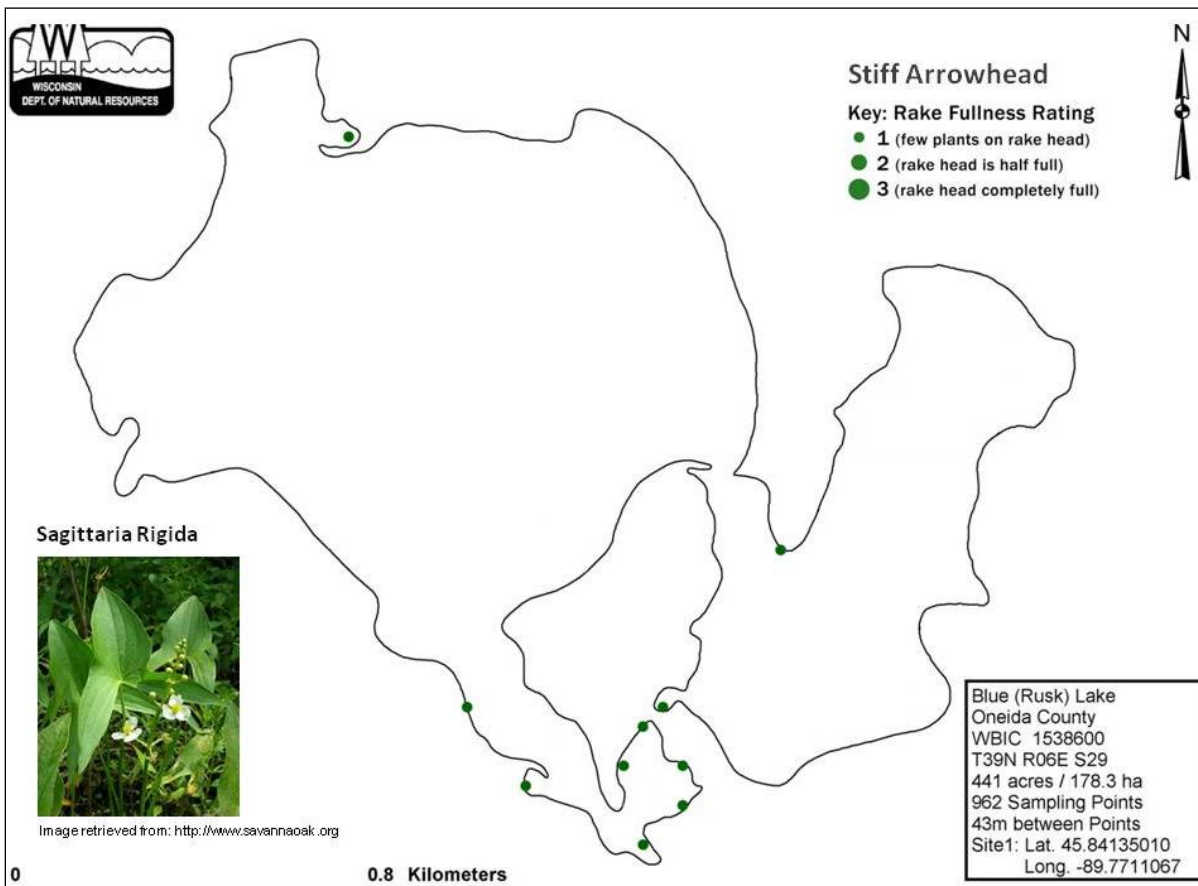 WISCONSIN
DEPT. OF NATURAL RESOURCES
N
Stiff Arrowhead
Key: Rake Fullness Rating
1 (few plants on rake head)
2 (rake head is half full)
3 (rake head completely full)
Sagittaria Rigida
Image retrieved from: http://www.savannaoak.org
0
0.8 Kilometers
Blue (Rusk) Lake
Oneida County
WBIC 1538600
T39N R06E S29
441 acres / 178.3 ha
962 Sampling Points
43m between Points
Site1: Lat. 45.84135010
Long. -89.7711067